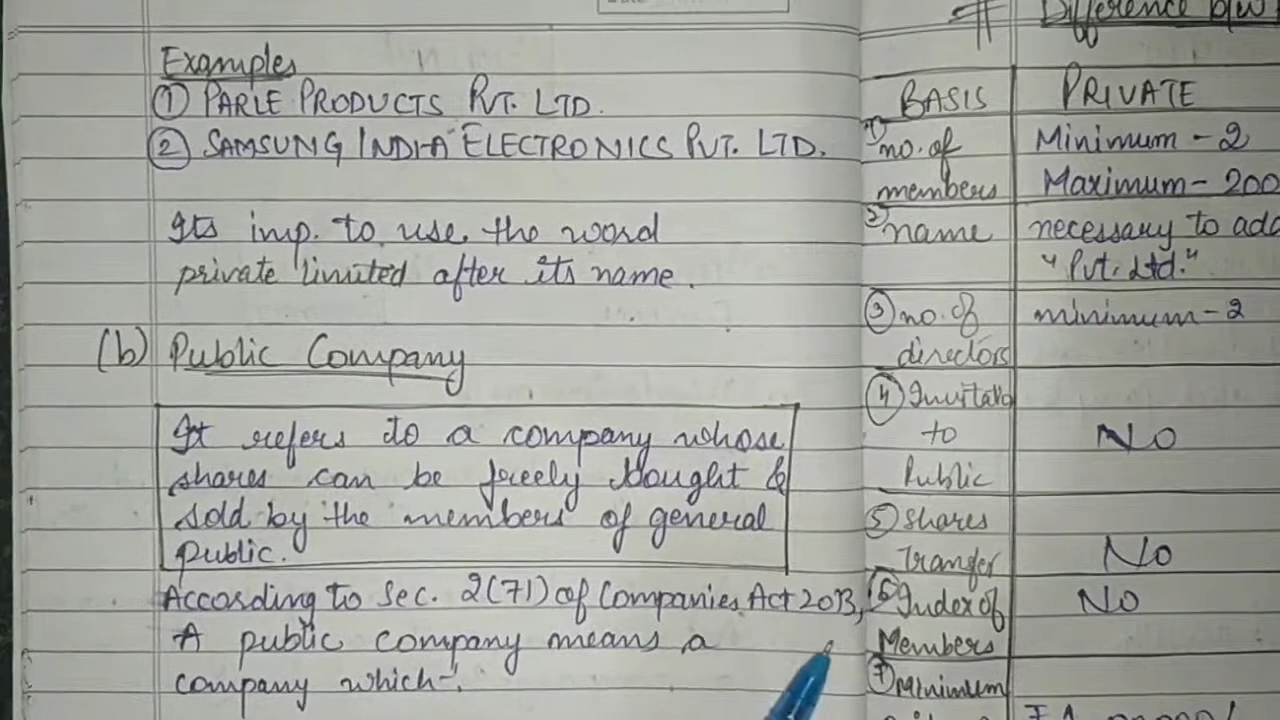 Examples
① PARLE PRODUCTS PVT. LTD.
② SAMSUNG INDIA ELECTRONICS PVT. LTD.
Its imp. to use the word
private limited after its name.
(b) Public Company
It refers to a company whose
shares can be freely bought &
sold by the members of general
public.
According to Sec. 2(71) of Companies Act 2013,
A public company means a
company which-:
# Difference b/w
BASIS PRIVATE
① no. of Minimum - 2
members Maximum - 200
② name necessary to add
"Pvt. Ltd."
③ no. of minimum - 2
directors
④
to No
Public
⑤ shares
Transfer No
⑥ Index of No
Members
⑦ Minimum